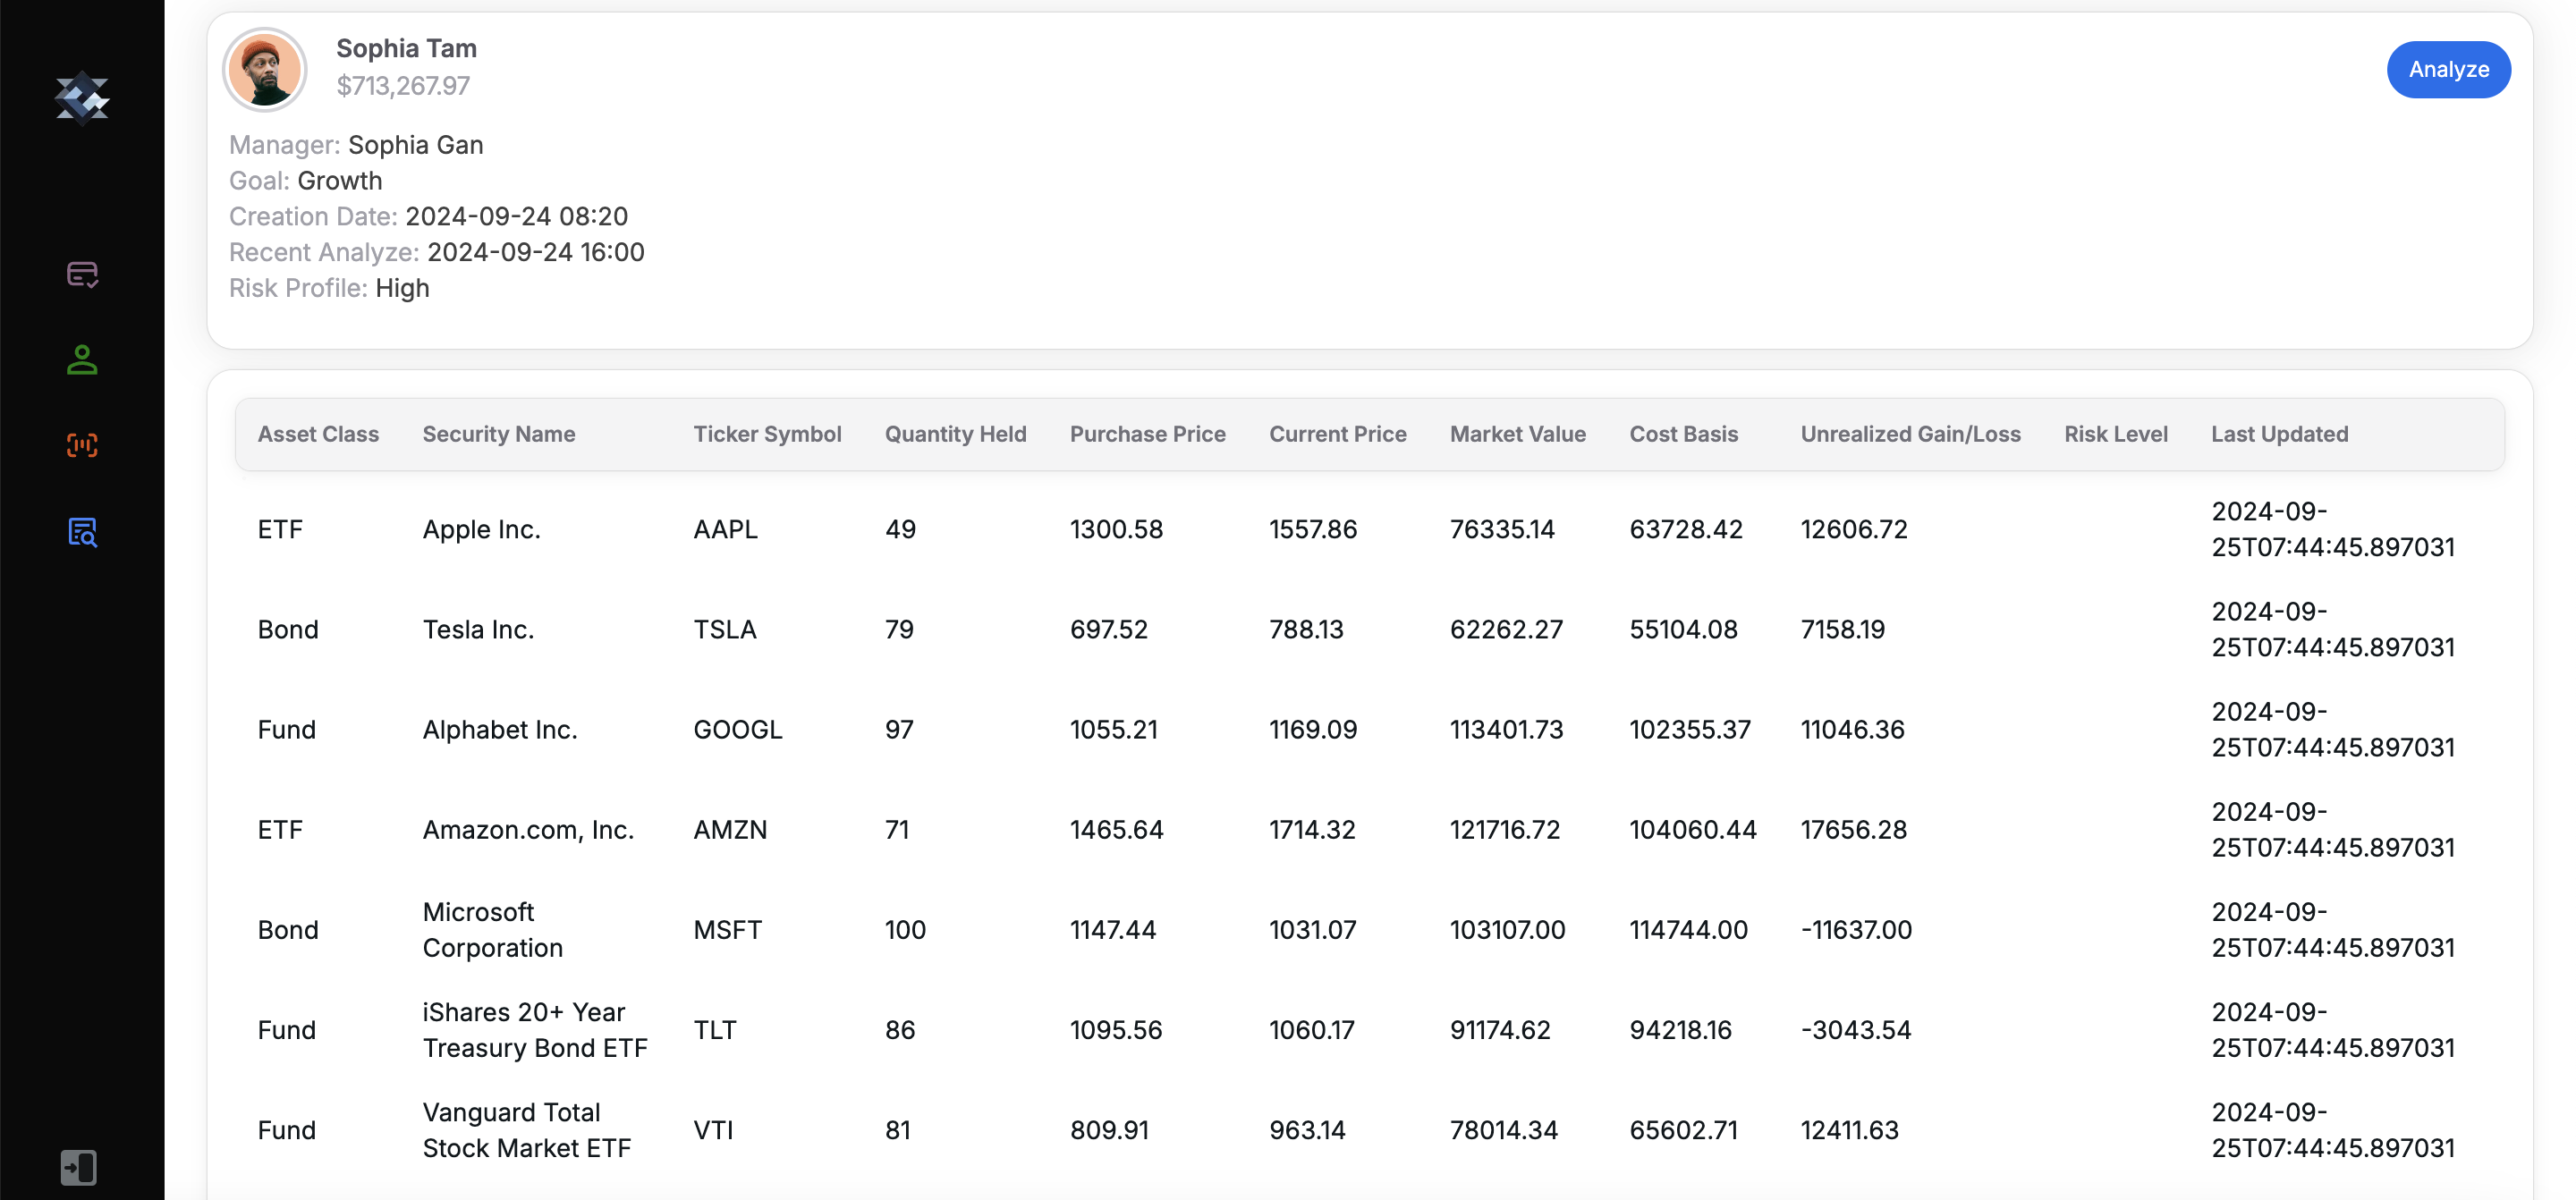 Sophia Tam
$713,267.97
Analyze
Manager: Sophia Gan
Goal: Growth
Creation Date: 2024-09-24 08:20
Recent Analyze: 2024-09-24 16:00
Risk Profile: High
Asset Class Security Name Ticker Symbol Quantity Held Purchase Price Current Price Market Value Cost Basis Unrealized Gain/Loss Risk Level Last Updated
ETF Apple Inc. AAPL 49 1300.58 1557.86 76335.14 63728.42 12606.72 2024-09-
25T07:44:45.897031
Bond Tesla Inc. TSLA 79 697.52 788.13 62262.27 55104.08 7158.19 2024-09-
25T07:44:45.897031
Fund Alphabet Inc. GOOGL 97 1055.21 1169.09 113401.73 102355.37 11046.36 2024-09-
25T07:44:45.897031
ETF Amazon.com, Inc. AMZN 71 1465.64 1714.32 121716.72 104060.44 17656.28 2024-09-
25T07:44:45.897031
Bond Microsoft
Corporation MSFT 100 1147.44 1031.07 103107.00 114744.00 -11637.00 2024-09-
25T07:44:45.897031
Fund iShares 20+ Year
Treasury Bond ETF TLT 86 1095.56 1060.17 91174.62 94218.16 -3043.54 2024-09-
25T07:44:45.897031
Fund Vanguard Total
Stock Market ETF VTI 81 809.91 963.14 78014.34 65602.71 12411.63 2024-09-
25T07:44:45.897031